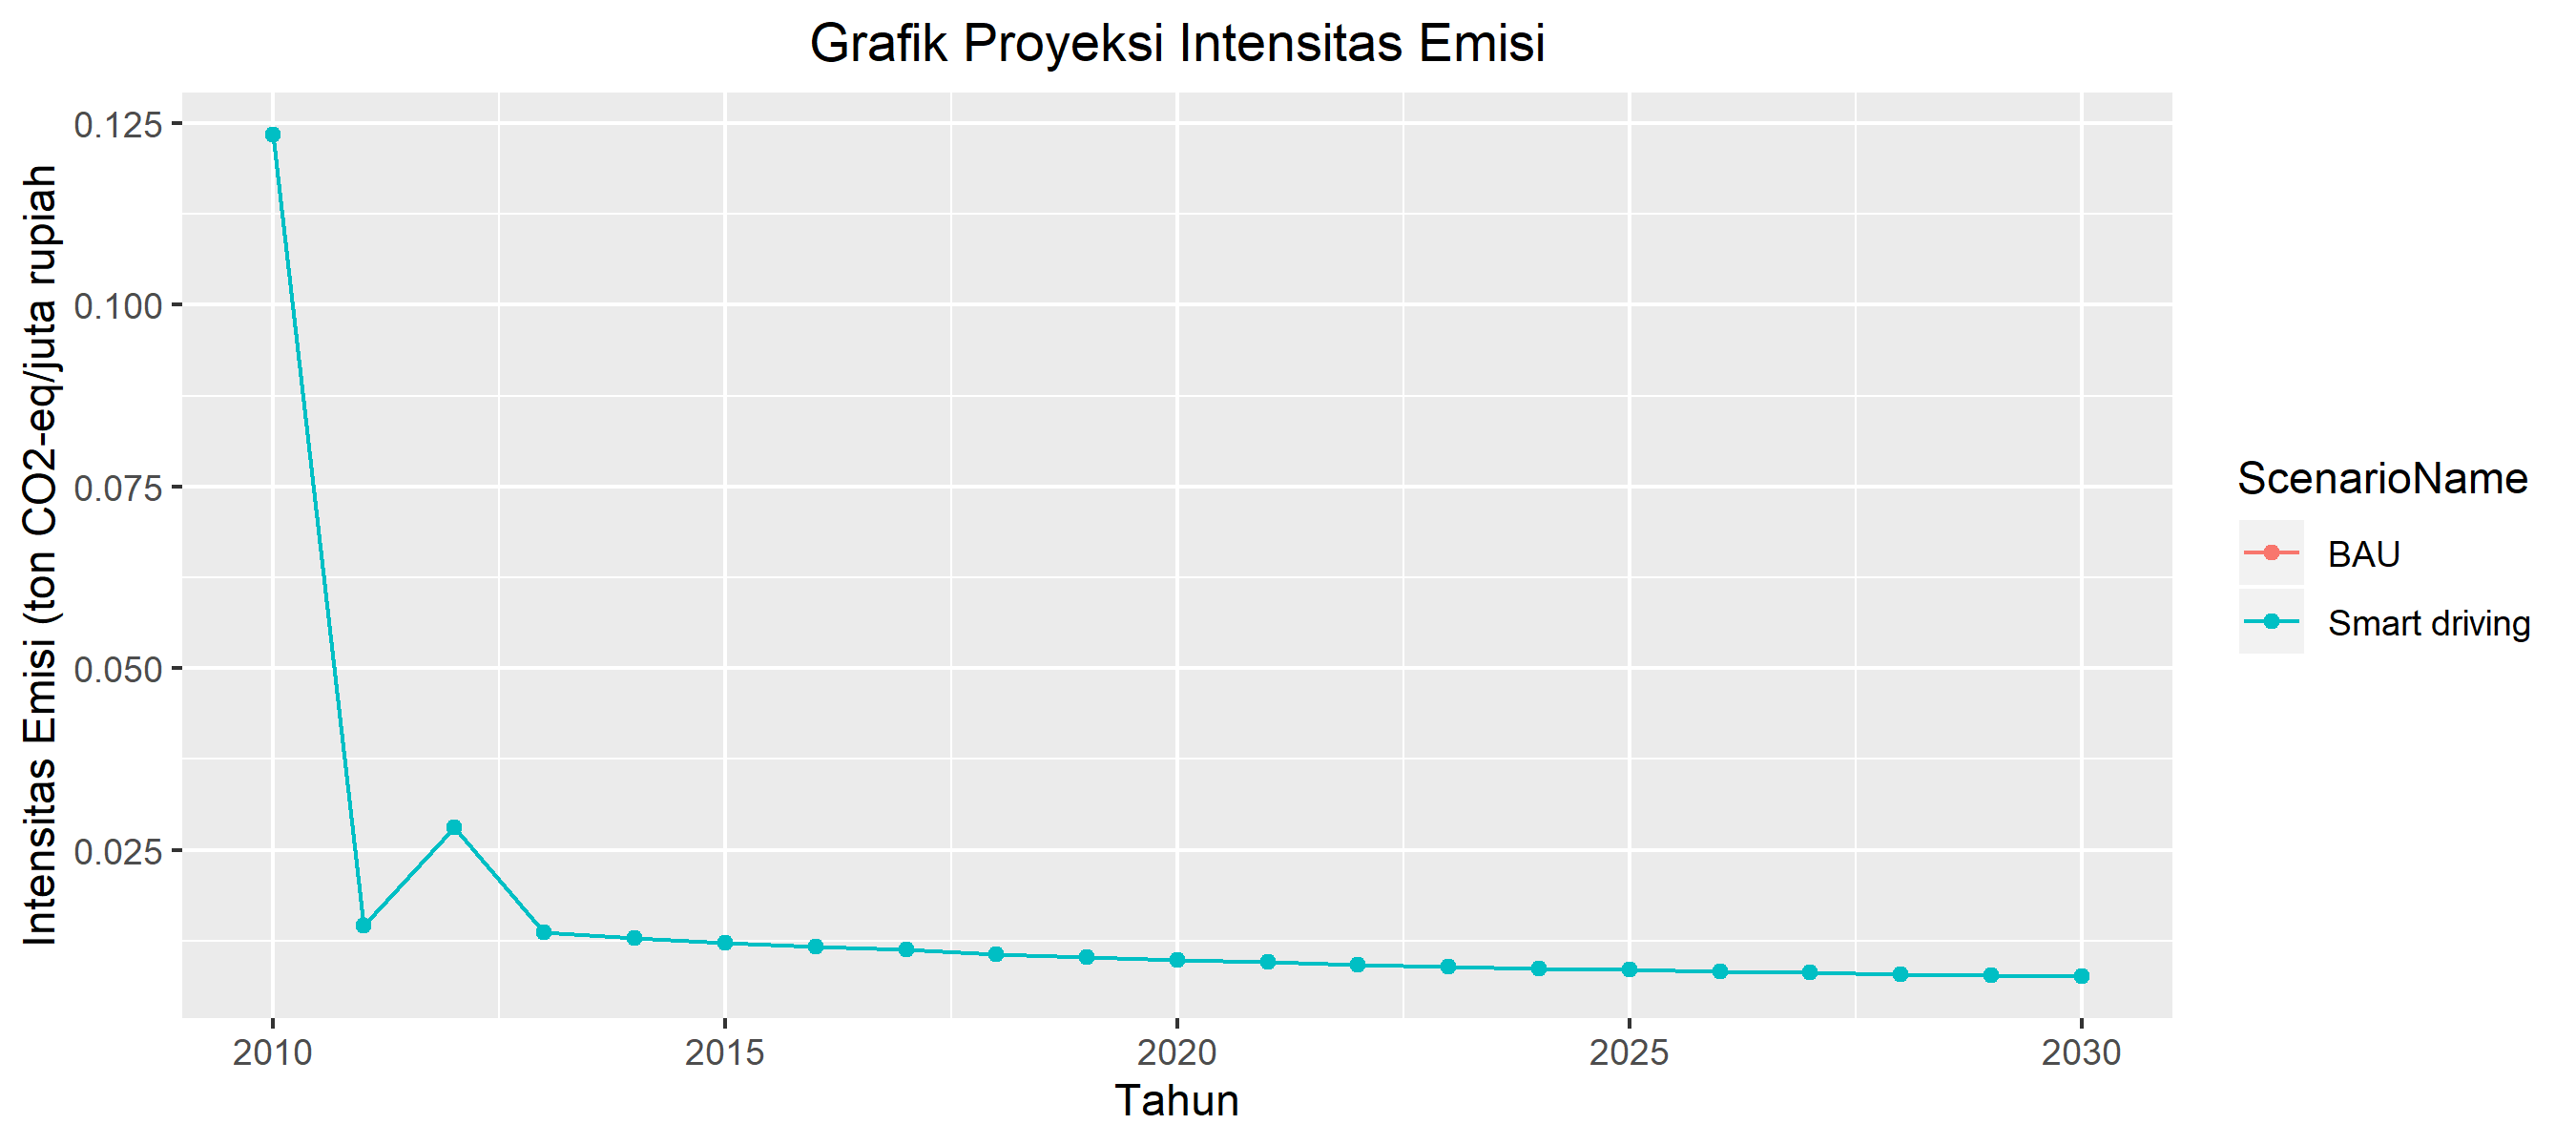 Grafik Proyeksi Intensitas Emisi
Intensitas Emisi (ton CO2-eq/juta rupiah
0.125
0.100
0.075
0.050
0.025
2010
2015
2020
2025
2030
Tahun
ScenarioName
BAU
Smart driving